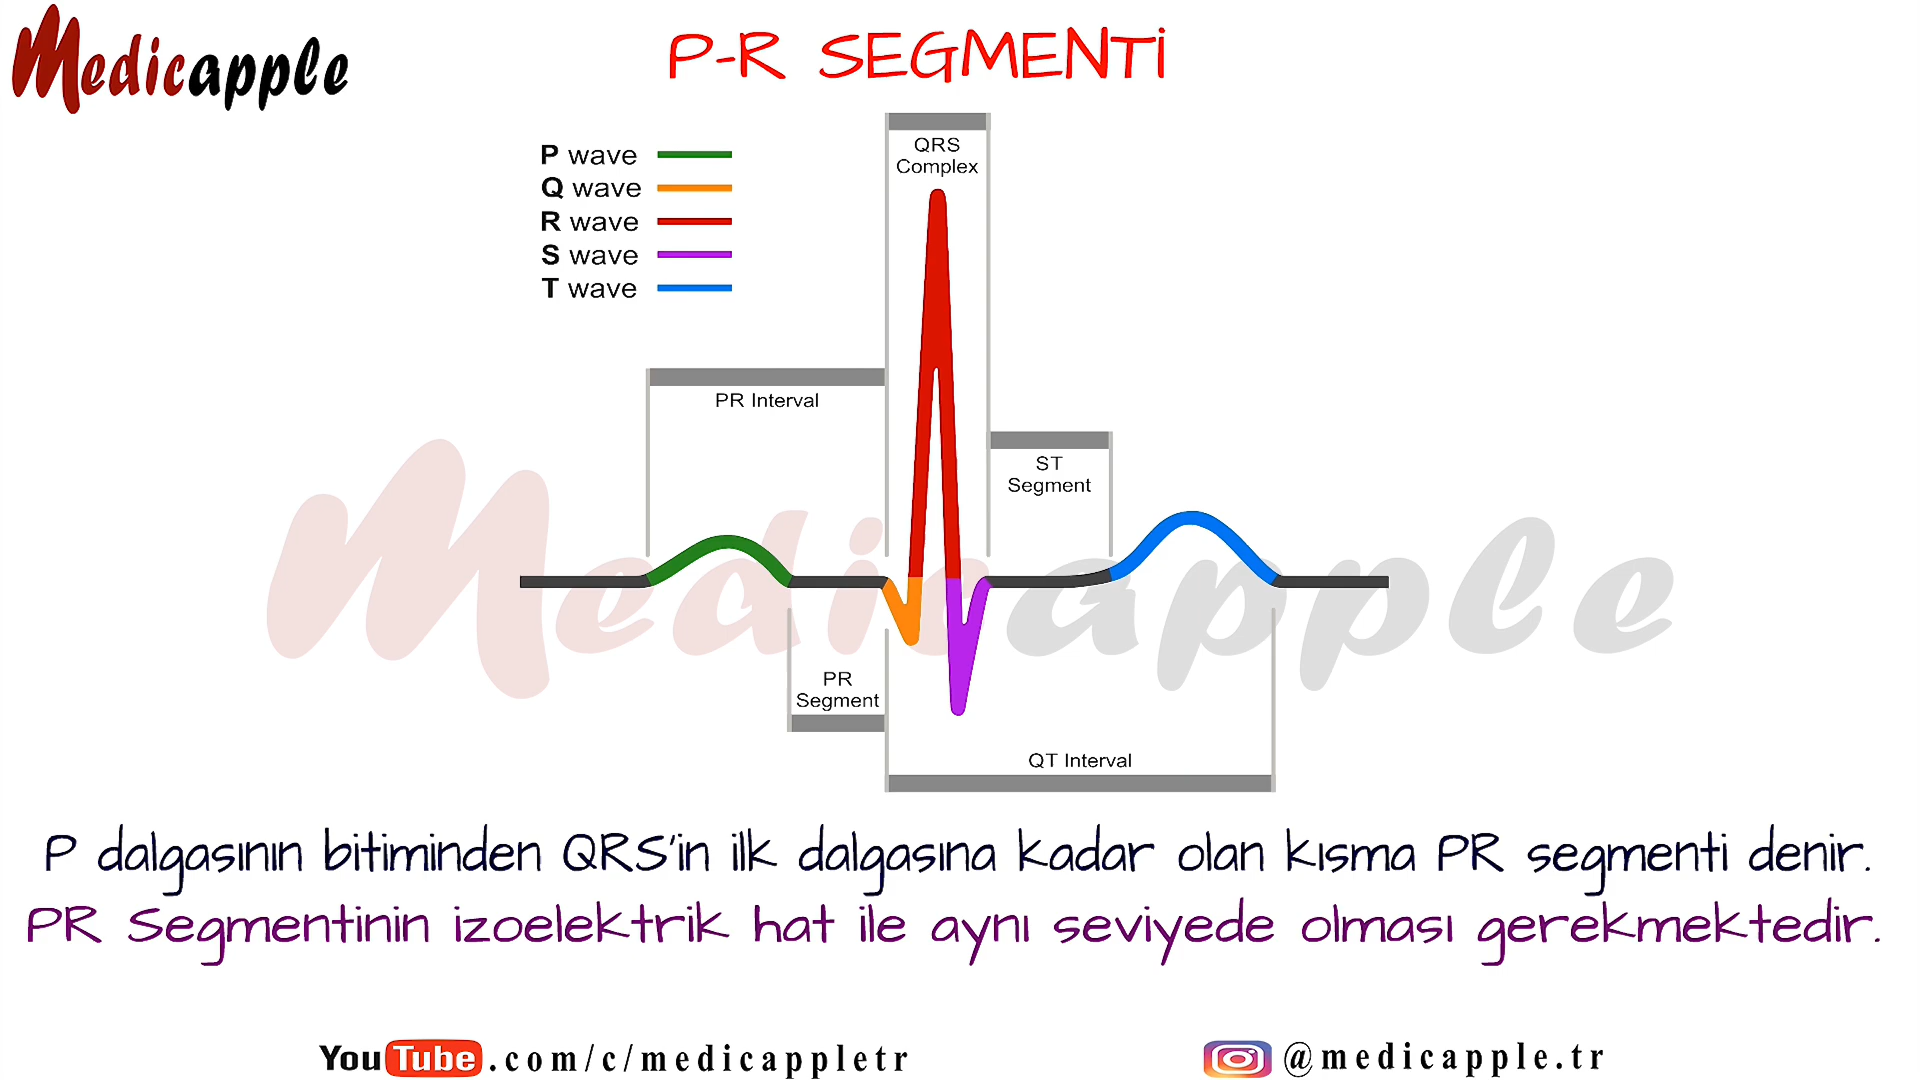 Medicapple
P-R SEGMENTİ
QRS
Complex
P wave
Q wave
R wave
S wave
T wave
PR Interval
ST
Segment
Medicapple
PR
Segment
QT Interval
P dalgasının bitiminden QRS'in ilk dalgasına kadar olan kısma PR segmenti denir.
PR Segmentinin izoelektrik hat ile aynı seviyede olması gerekmektedir.
YouTube.com/c/medicappletr
@medicapple.tr